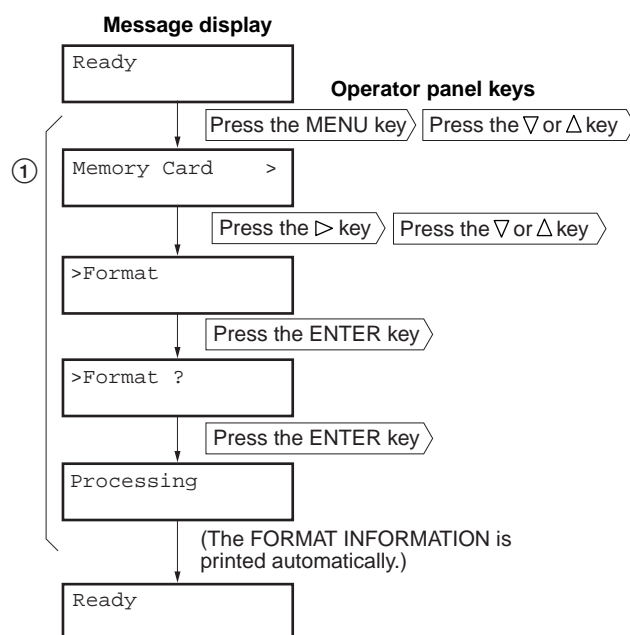 Message display
Ready
Operator panel keys
Press the MENU key Press the ▽ or △ key
①
Memory Card >
Press the ▷ key Press the ▽ or △ key
>Format
Press the ENTER key
>Format ?
Press the ENTER key
Processing
(The FORMAT INFORMATION is
printed automatically.)
Ready